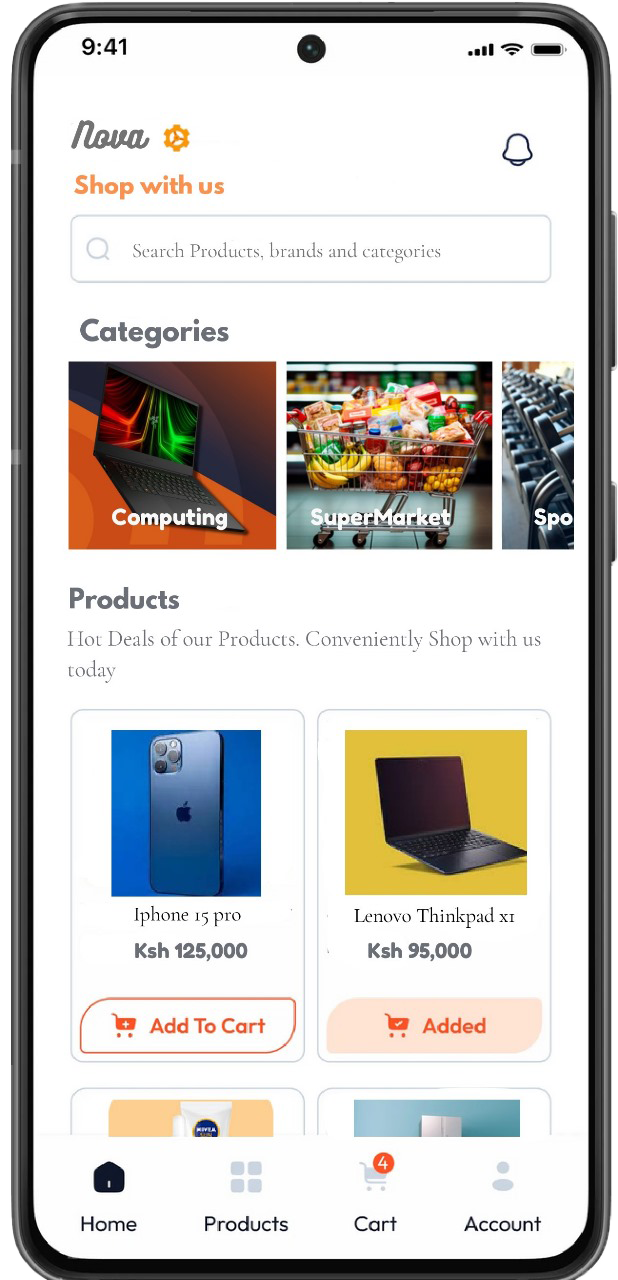 9:41
Nova
Shop with us
Search Products, brands and categories
Categories
Computing
SuperMarket
Spo
Products
Hot Deals of our Products. Conveniently Shop with us
today
Iphone 15 pro
Lenovo Thinkpad x1
Ksh 125,000
Ksh 95,000
Add To Cart
Added
NIVEA
4
Home
Products
Cart
Account